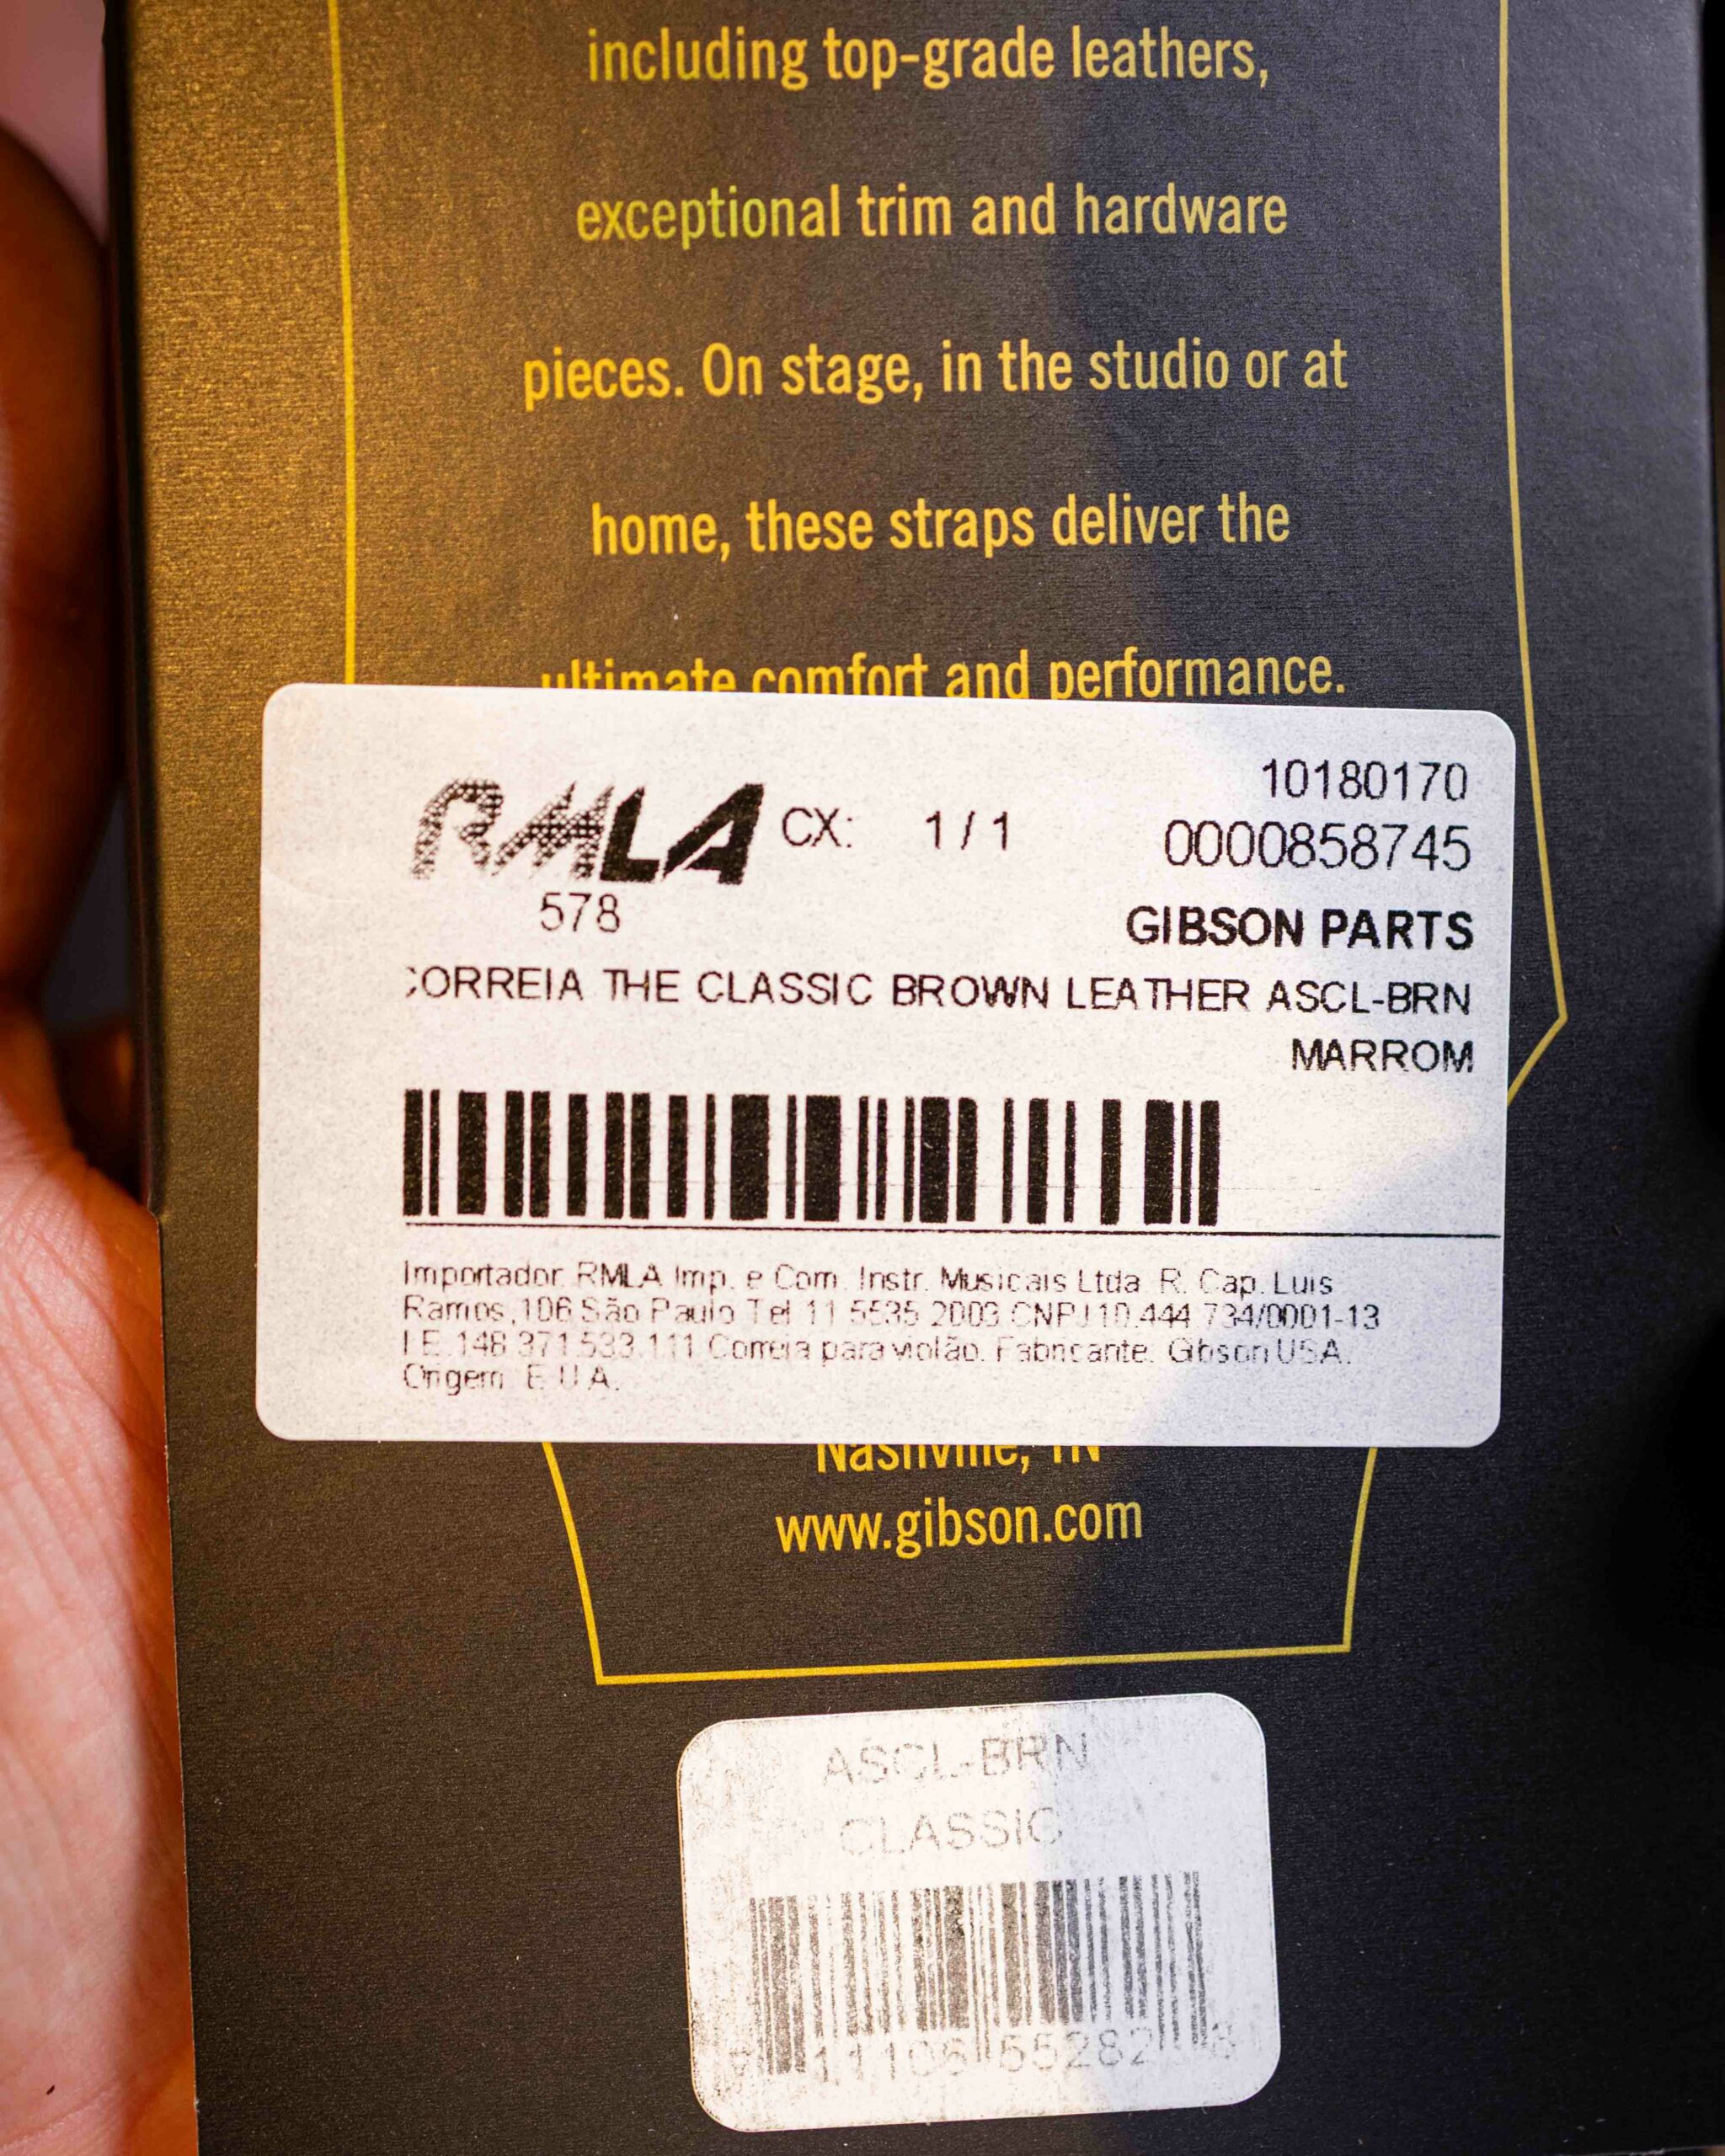 including top-grade leathers,
exceptional trim and hardware
pieces. On stage, in the studio or at
home, these straps deliver the
ultimate comfort and performance.
RMLA CX: 1 / 1 10180170
0000858745
578 GIBSON PARTS
CORREIA THE CLASSIC BROWN LEATHER ASCL-BRN
MARROM
Importador RMLA Imp. e Com. Instr. Musicais Ltda R. Cap. Luis
Ramos,106 São Paulo Tel 11 5535 2003 CNPJ 10.444.734/0001-13
I.E. 148.371.533.111 Correia para violão. Fabricante: Gibson USA.
Origem: E.U.A.
Nashville, TN
www.gibson.com
ASCL-BRN
CLASSIC
11106 55282